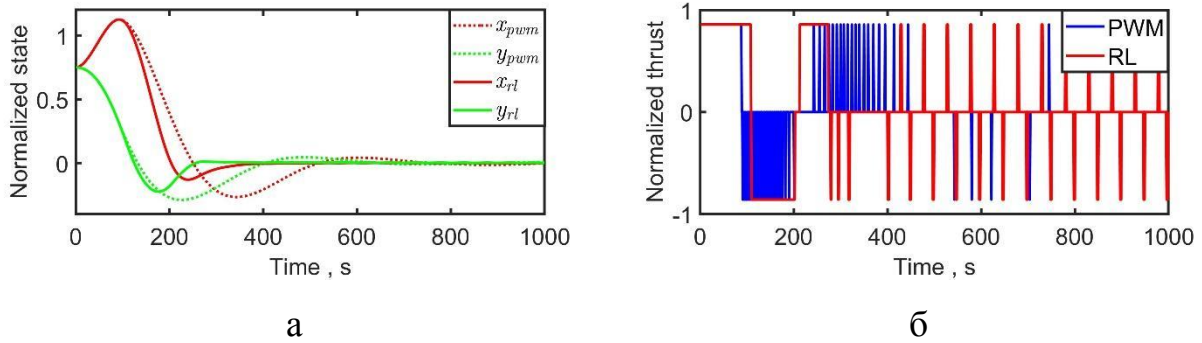 Normalized state
1
0.5
0
x_pwm
y_pwm
x_rl
y_rl
0 200 400 600 800 1000
Time , s
а
Normalized thrust
1
0
-1
PWM
RL
0 200 400 600 800 1000
Time , s
б